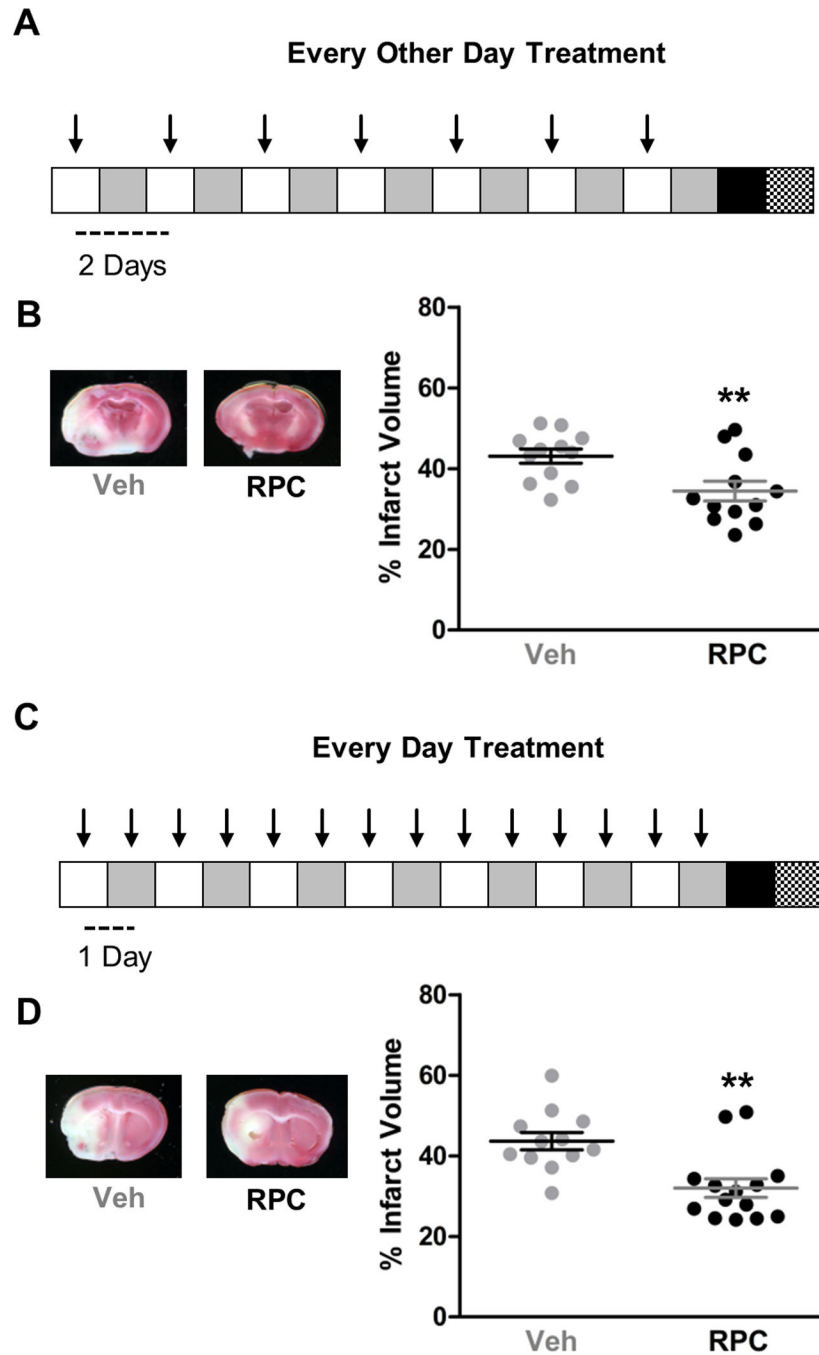 A
Every Other Day Treatment
2 Days
B
Veh
RPC
% Infarct Volume
80
60
40
20
0
**
Veh
RPC
C
Every Day Treatment
1 Day
D
Veh
RPC
% Infarct Volume
80
60
40
20
0
**
Veh
RPC